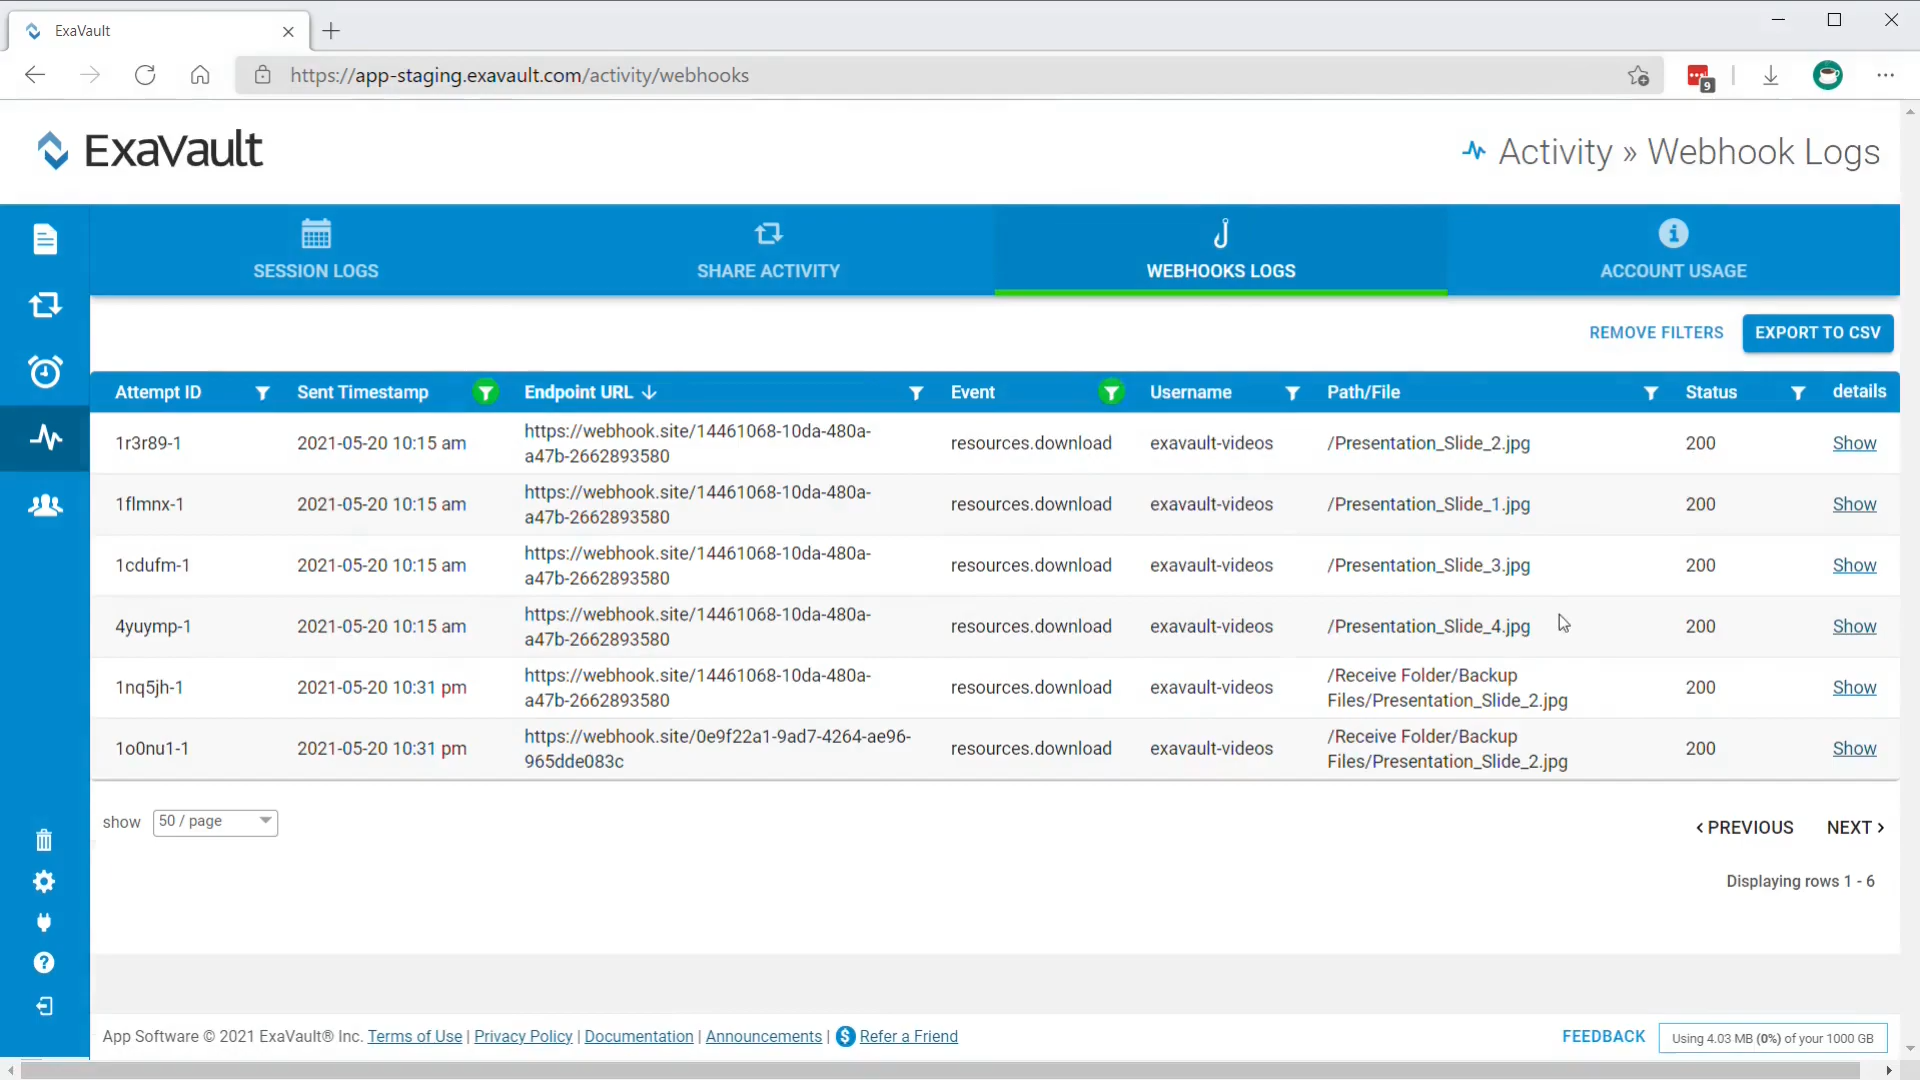 ExaVault
https://app-staging.exavault.com/activity/webhooks
9
ExaVault
Activity » Webhook Logs
SESSION LOGS
SHARE ACTIVITY
WEBHOOKS LOGS
ACCOUNT USAGE
REMOVE FILTERS
EXPORT TO CSV
Attempt ID Sent Timestamp Endpoint URL Event Username Path/File Status details
1r3r89-1 2021-05-20 10:15 am https://webhook.site/14461068-10da-480a- resources.download exavault-videos /Presentation_Slide_2.jpg 200 Show
a47b-2662893580
1flmnx-1 2021-05-20 10:15 am https://webhook.site/14461068-10da-480a- resources.download exavault-videos /Presentation_Slide_1.jpg 200 Show
a47b-2662893580
1cdufm-1 2021-05-20 10:15 am https://webhook.site/14461068-10da-480a- resources.download exavault-videos /Presentation_Slide_3.jpg 200 Show
a47b-2662893580
4yuymp-1 2021-05-20 10:15 am https://webhook.site/14461068-10da-480a- resources.download exavault-videos /Presentation_Slide_4.jpg 200 Show
a47b-2662893580
1nq5jh-1 2021-05-20 10:31 pm https://webhook.site/14461068-10da-480a- resources.download exavault-videos /Receive Folder/Backup 200 Show
a47b-2662893580 Files/Presentation_Slide_2.jpg
1o0nu1-1 2021-05-20 10:31 pm https://webhook.site/0e9f22a1-9ad7-4264-ae96- resources.download exavault-videos /Receive Folder/Backup 200 Show
965dde083c Files/Presentation_Slide_2.jpg
show 50 / page
‹ PREVIOUS NEXT ›
Displaying rows 1 - 6
App Software © 2021 ExaVault® Inc. Terms of Use | Privacy Policy | Documentation | Announcements | Refer a Friend
FEEDBACK
Using 4.03 MB (0%) of your 1000 GB